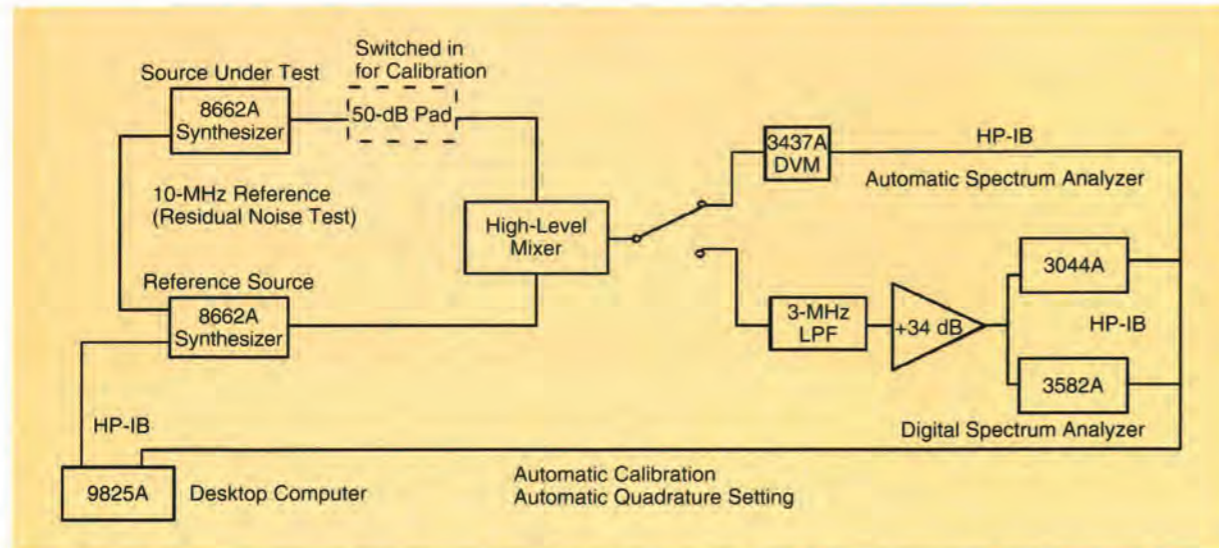 Switched in
for Calibration
Source Under Test
8662A
Synthesizer
50-dB Pad
10-MHz Reference
(Residual Noise Test)
Reference Source
8662A
Synthesizer
High-Level
Mixer
3437A
DVM
HP-IB
Automatic Spectrum Analyzer
3044A
3-MHz
LPF
+34 dB
HP-IB
3582A
Digital Spectrum Analyzer
HP-IB
9825A
Desktop Computer
Automatic Calibration
Automatic Quadrature Setting